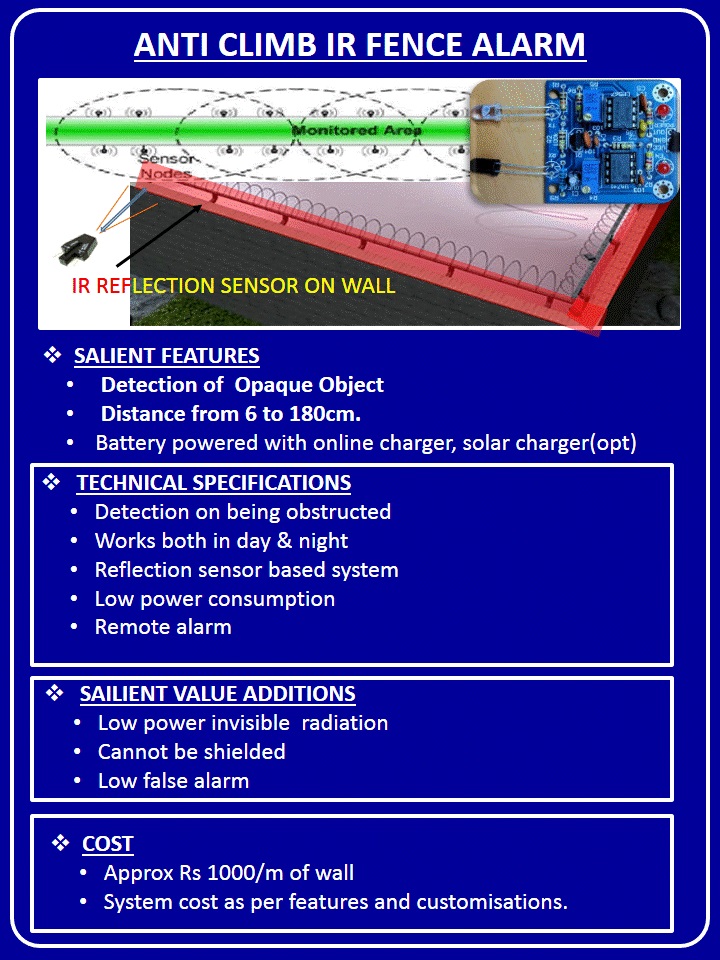 ANTI CLIMB IR FENCE ALARM
Monitored Area
Sensor
Nodes
IR REFLECTION SENSOR ON WALL
❖ SALIENT FEATURES
• Detection of Opaque Object
• Distance from 6 to 180cm.
• Battery powered with online charger, solar charger(opt)
❖ TECHNICAL SPECIFICATIONS
• Detection on being obstructed
• Works both in day & night
• Reflection sensor based system
• Low power consumption
• Remote alarm
❖ SAILIENT VALUE ADDITIONS
• Low power invisible radiation
• Cannot be shielded
• Low false alarm
❖ COST
• Approx Rs 1000/m of wall
• System cost as per features and customisations.